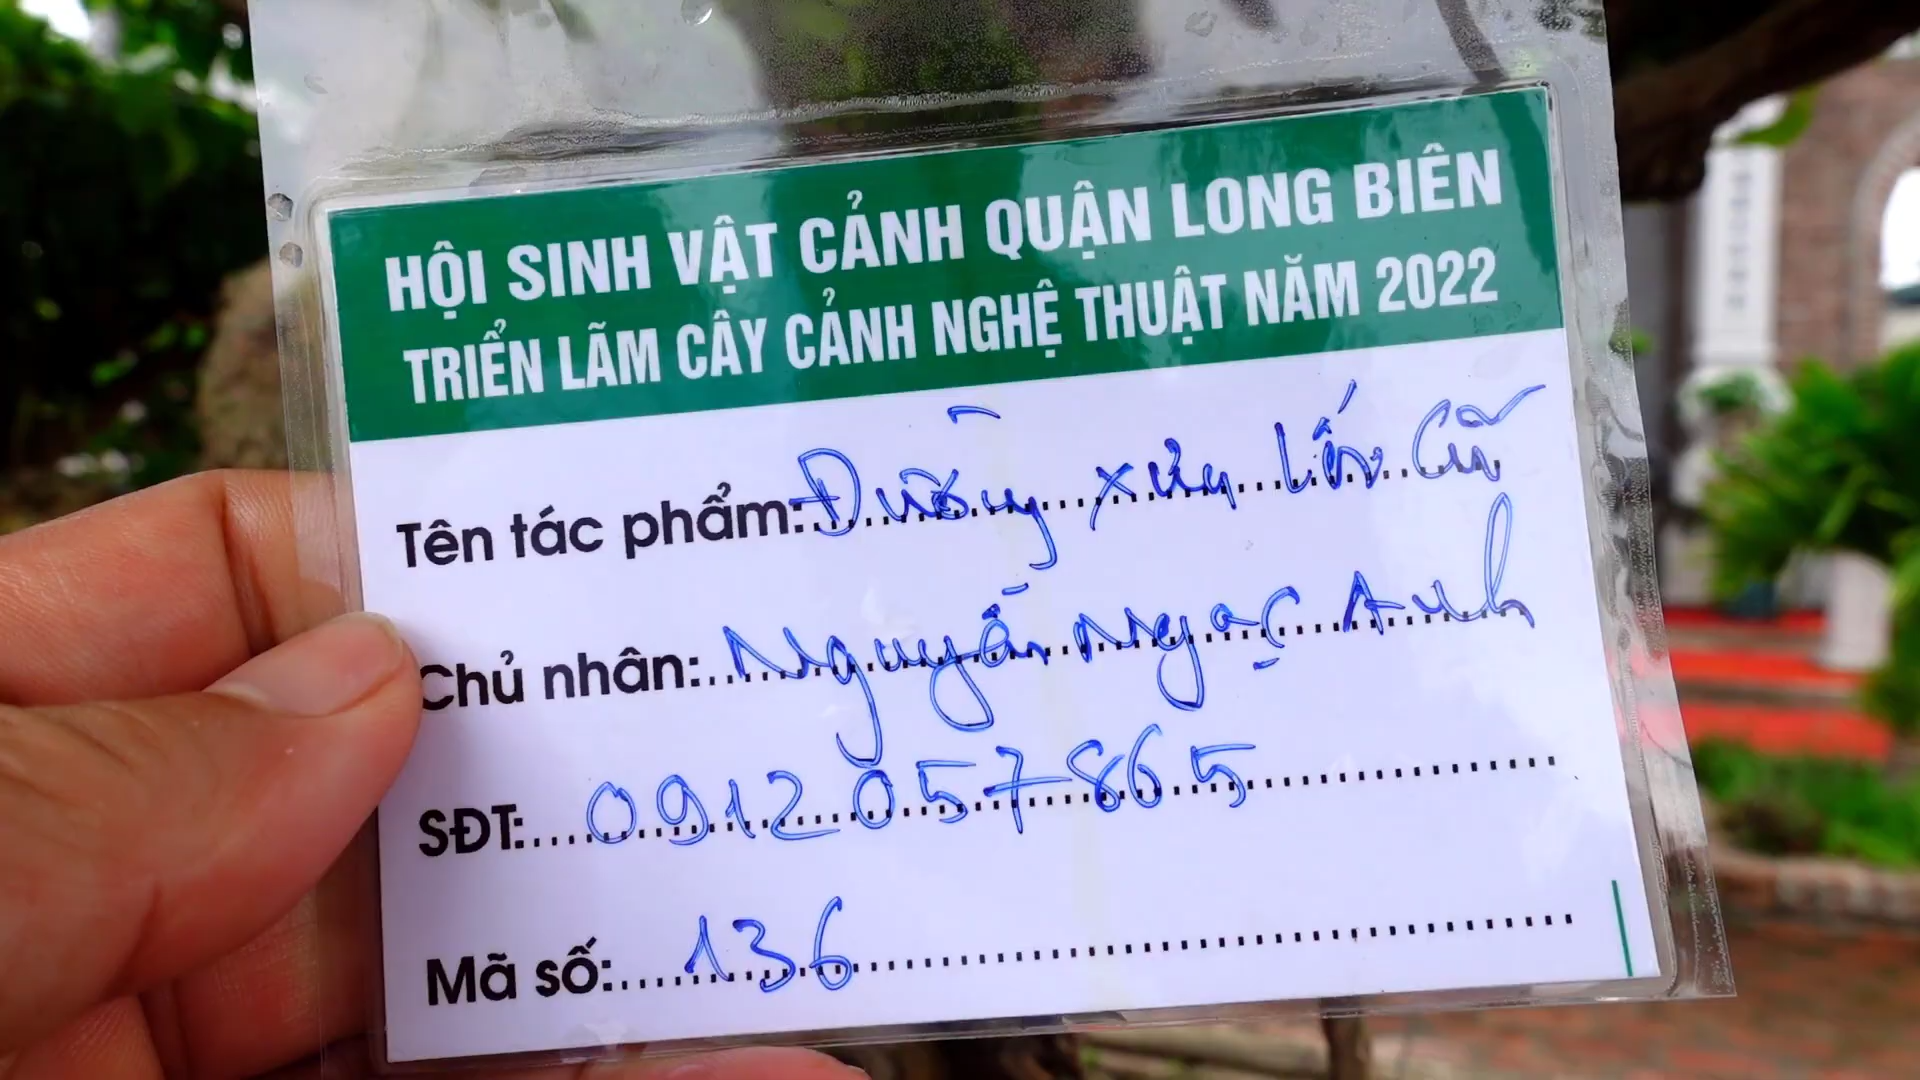 HỘI SINH VẬT CẢNH QUẬN LONG BIÊN
TRIỂN LÃM CÂY CẢNH NGHỆ THUẬT NĂM 2022
Tên tác phẩm: Đường xưa lối cũ
Chủ nhân: Nguyễn Ngọc Anh
SĐT: 0912057865
Mã số: 136